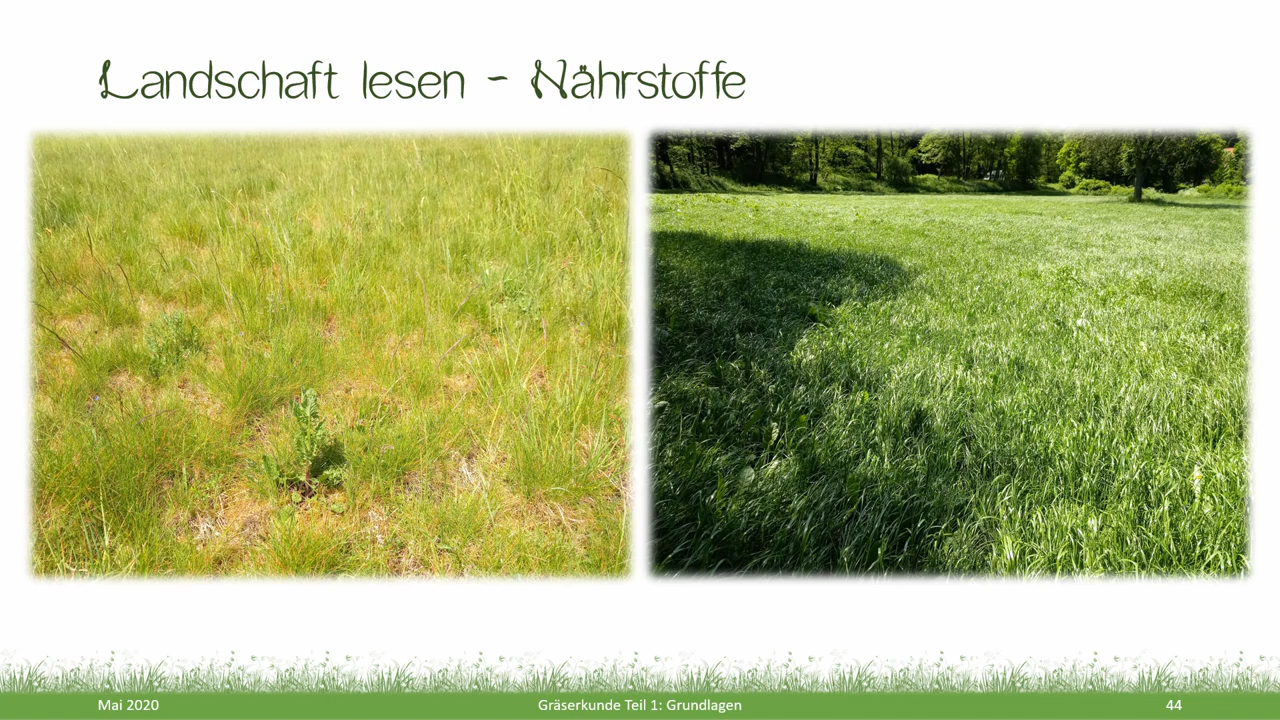 Landschaft lesen - Nährstoffe
Mai 2020
Gräserkunde Teil 1: Grundlagen
44